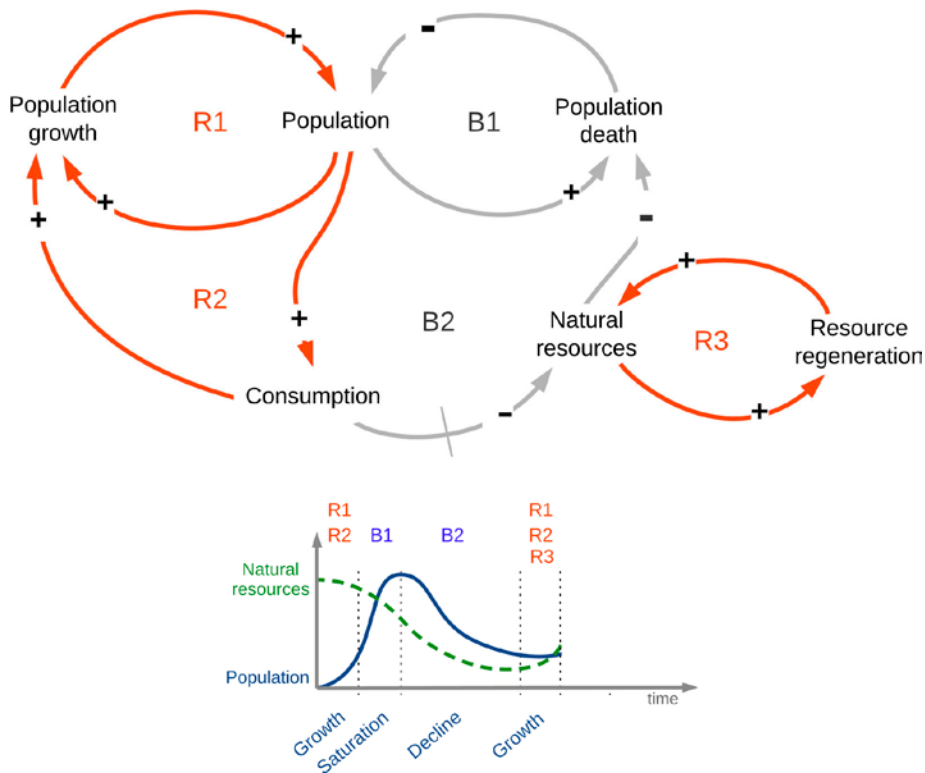 +
-
Population
growth
R1
Population
B1
Population
death
+
+
+
-
R2
+
B2
+
Natural
resources
R3
Resource
regeneration
Consumption
-
+
R1
R2
B1
B2
R1
R2
R3
Natural
resources
Population
time
Growth
Saturation
Decline
Growth